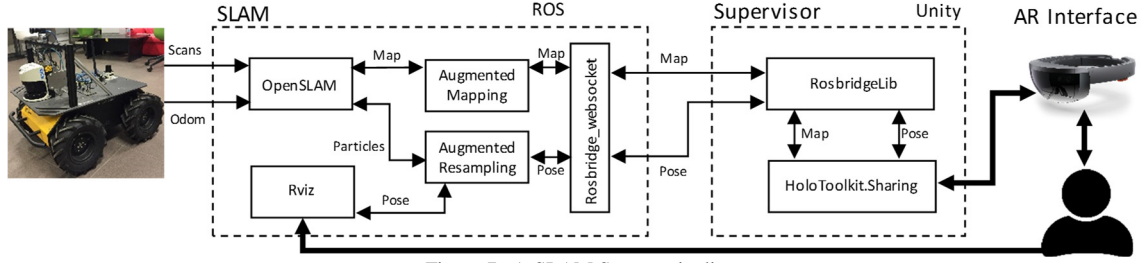 SLAM
ROS
Supervisor
Unity
AR Interface
Scans
Odom
OpenSLAM
Map
Augmented
Mapping
Map
Particles
Augmented
Resampling
Pose
Rviz
Pose
Rosbridge_websocket
Map
Pose
RosbridgeLib
Map
Pose
HoloToolkit.Sharing